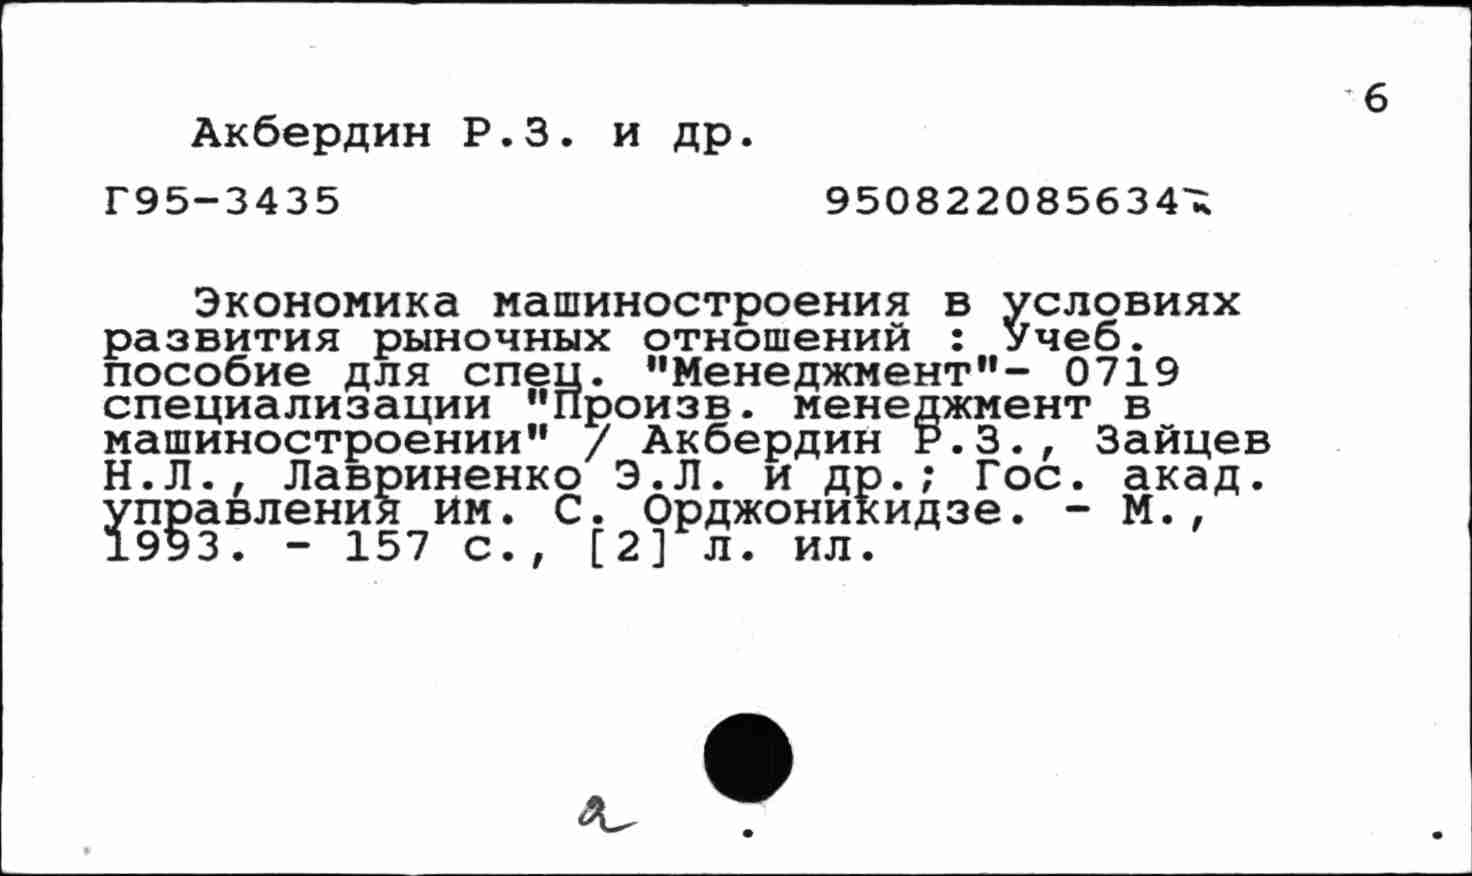 6
Акбердин Р.З. и др.
Г95-3435 950822085634
Экономика машиностроения в условиях
развития рыночных отношений : Учеб.
пособие для спец. "Менеджмент"- 0719
специализации "Произв. менеджмент в
машиностроении" / Акбердин Р.З., Зайцев
Н.Л., Лавриненко Э.Л. и др.; Гос. акад.
управления им. С. Орджоникидзе. - М.,
1993. - 157 с., [2] л. ил.
а